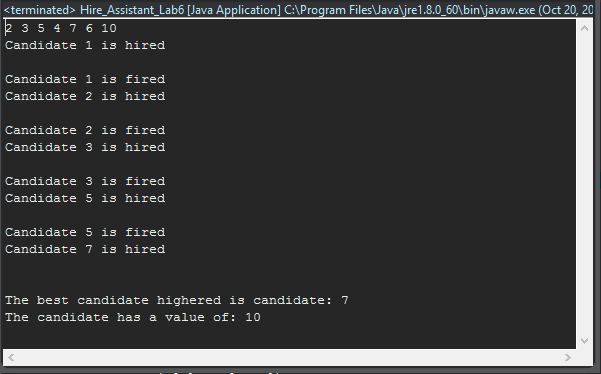 <terminated> Hire_Assistant_Lab6 [Java Application] C:\Program Files\Java\jre1.8.0_60\bin\javaw.exe (Oct 20, 20
2 3 5 4 7 6 10
Candidate 1 is hired
Candidate 1 is fired
Candidate 2 is hired
Candidate 2 is fired
Candidate 3 is hired
Candidate 3 is fired
Candidate 5 is hired
Candidate 5 is fired
Candidate 7 is hired
The best candidate highered is candidate: 7
The candidate has a value of: 10